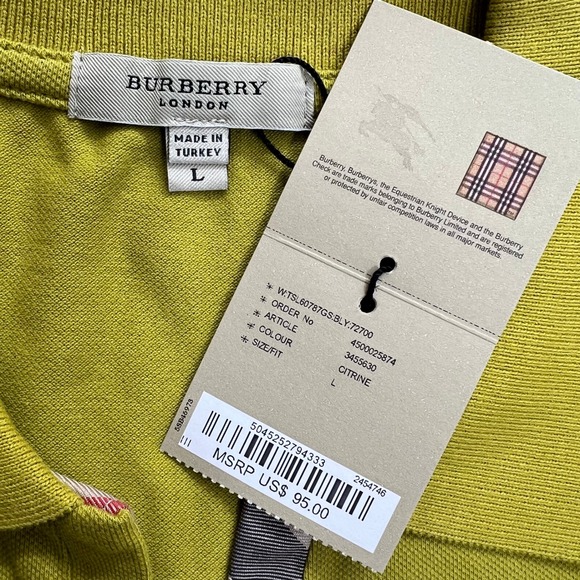 BURBERRY
LONDON
MADE IN
TURKEY
L
Burberry, Burberrys, the Equestrian Knight Device and the Burberry
Check are trade marks belonging to Burberry Limited and are registered
or protected by unfair competition laws in all major markets.
* W:TSL60787GS:BLY:72700
* ORDER No 4500025874
* ARTICLE 3455630
* COLOUR CITRINE
* SIZE/FIT L
58B46973
5045252794333
2454746
MSRP US$ 95.00